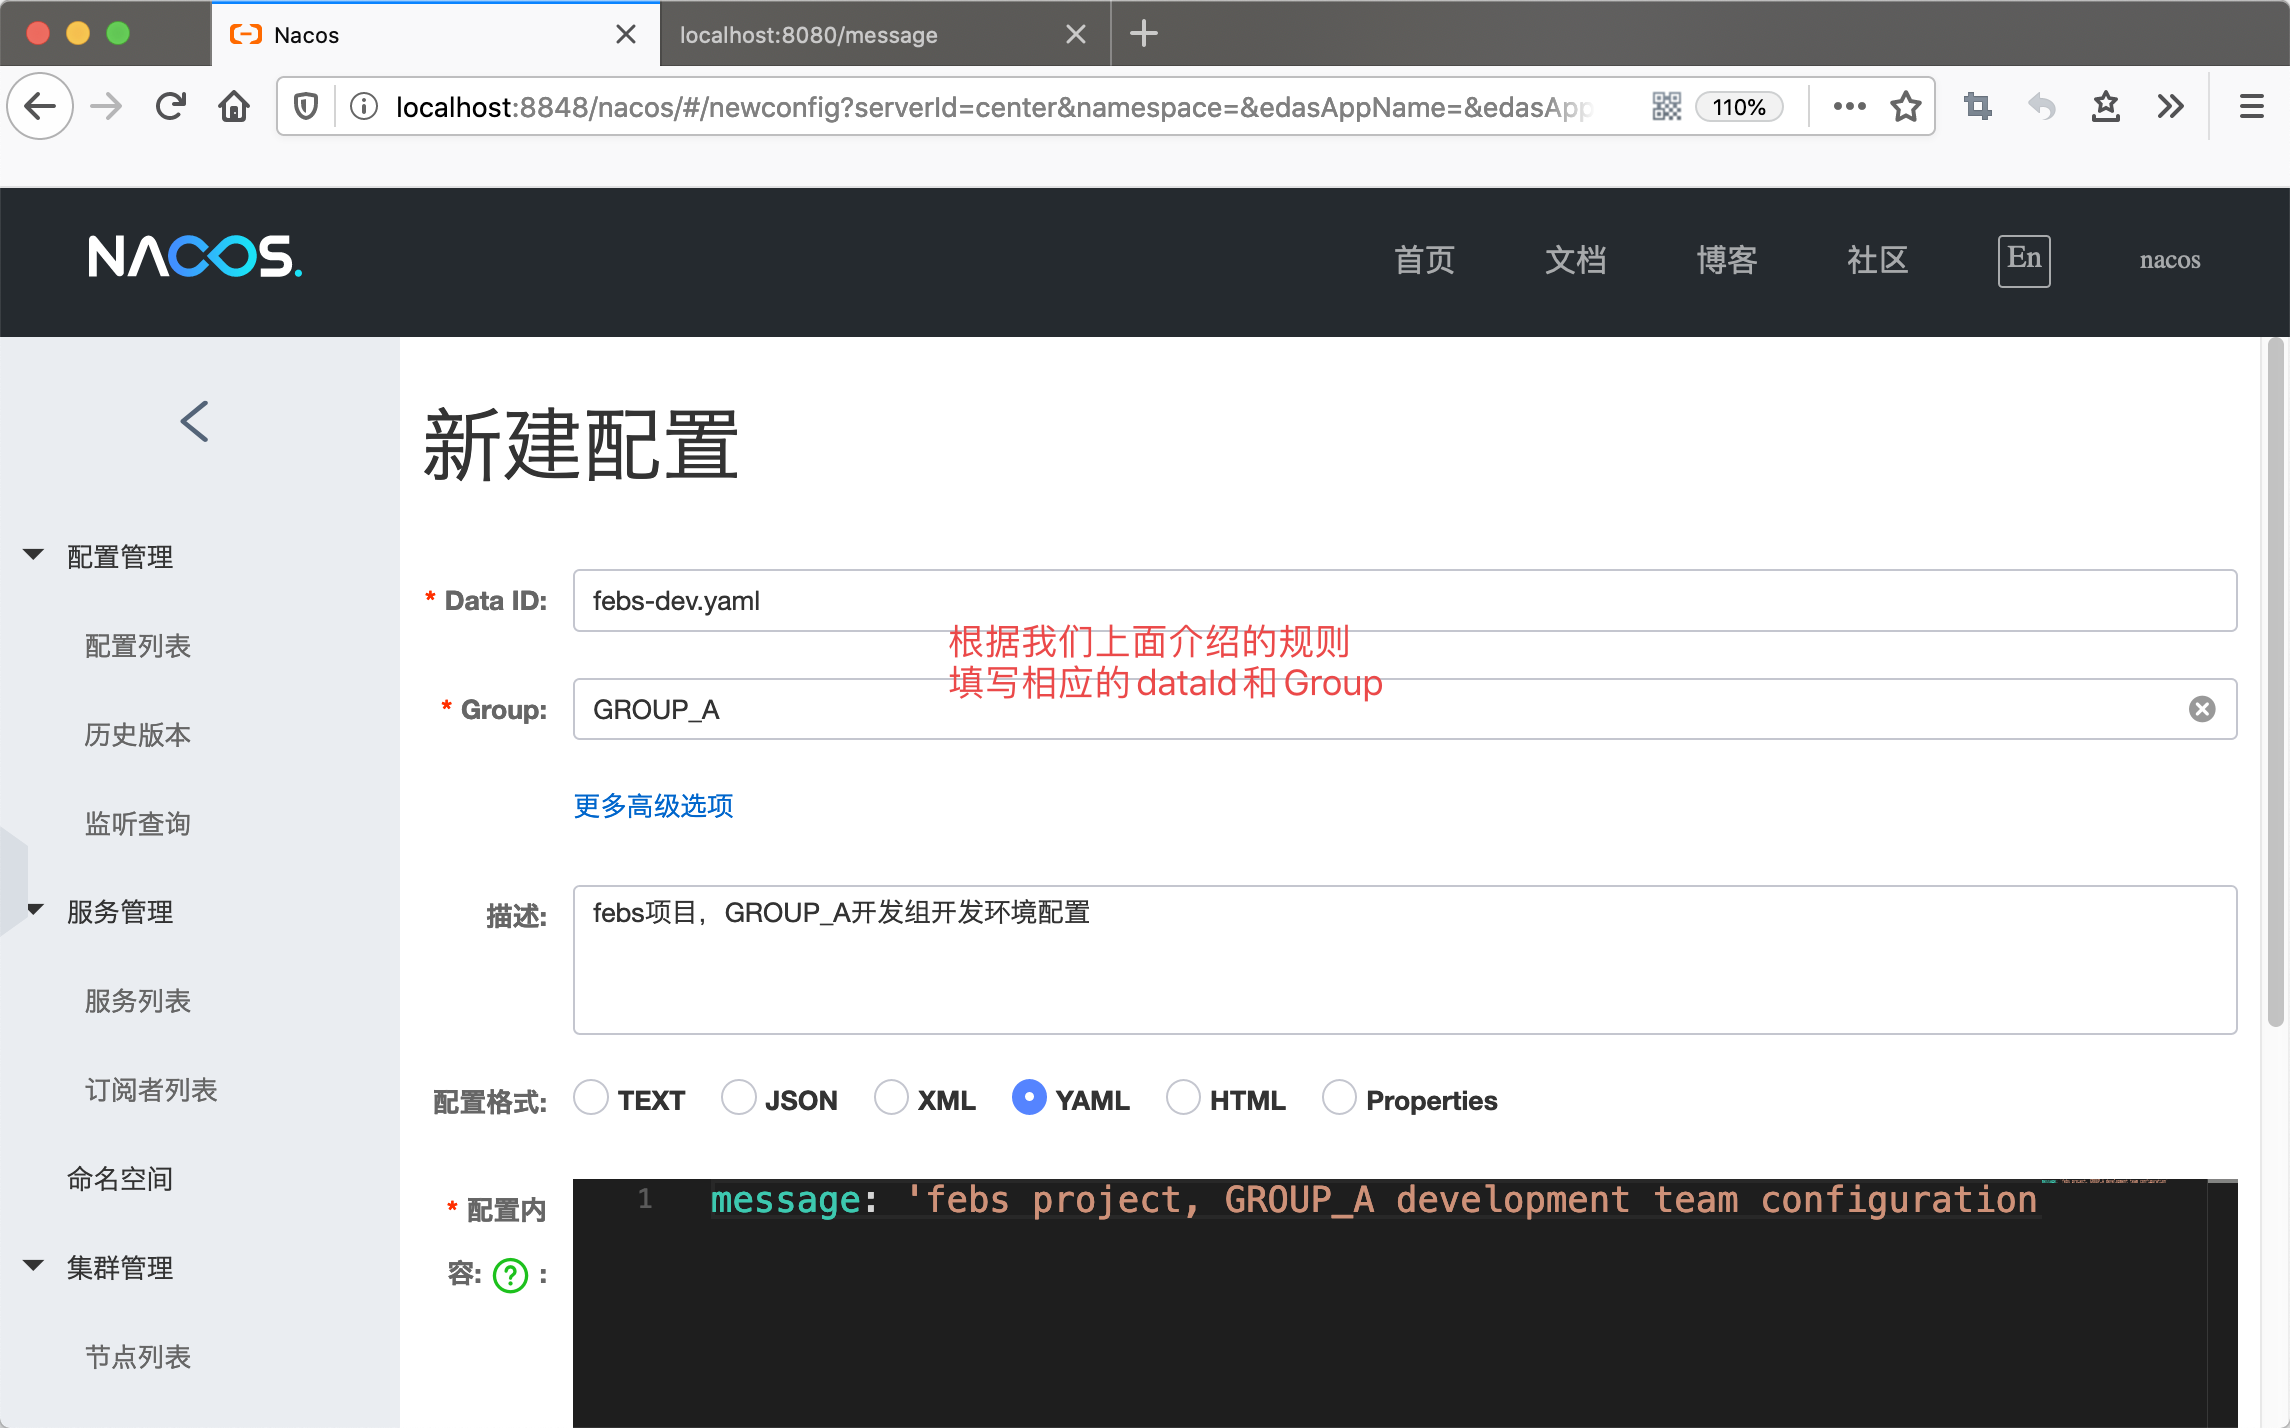 Nacos
localhost:8080/message
localhost:8848/nacos/#/newconfig?serverId=center&namespace=&edasAppName=&edasApp
110%
NACOS.
首页
文档
博客
社区
En
nacos
新建配置
配置管理
配置列表
历史版本
监听查询
服务管理
服务列表
订阅者列表
命名空间
集群管理
节点列表
* Data ID:
febs-dev.yaml
根据我们上面介绍的规则
填写相应的dataId和Group
* Group:
GROUP_A
更多高级选项
描述:
febs项目，GROUP_A开发组开发环境配置
配置格式:
TEXT
JSON
XML
YAML
HTML
Properties
* 配置内
容: ? :
1
message: 'febs project, GROUP_A development team configuration